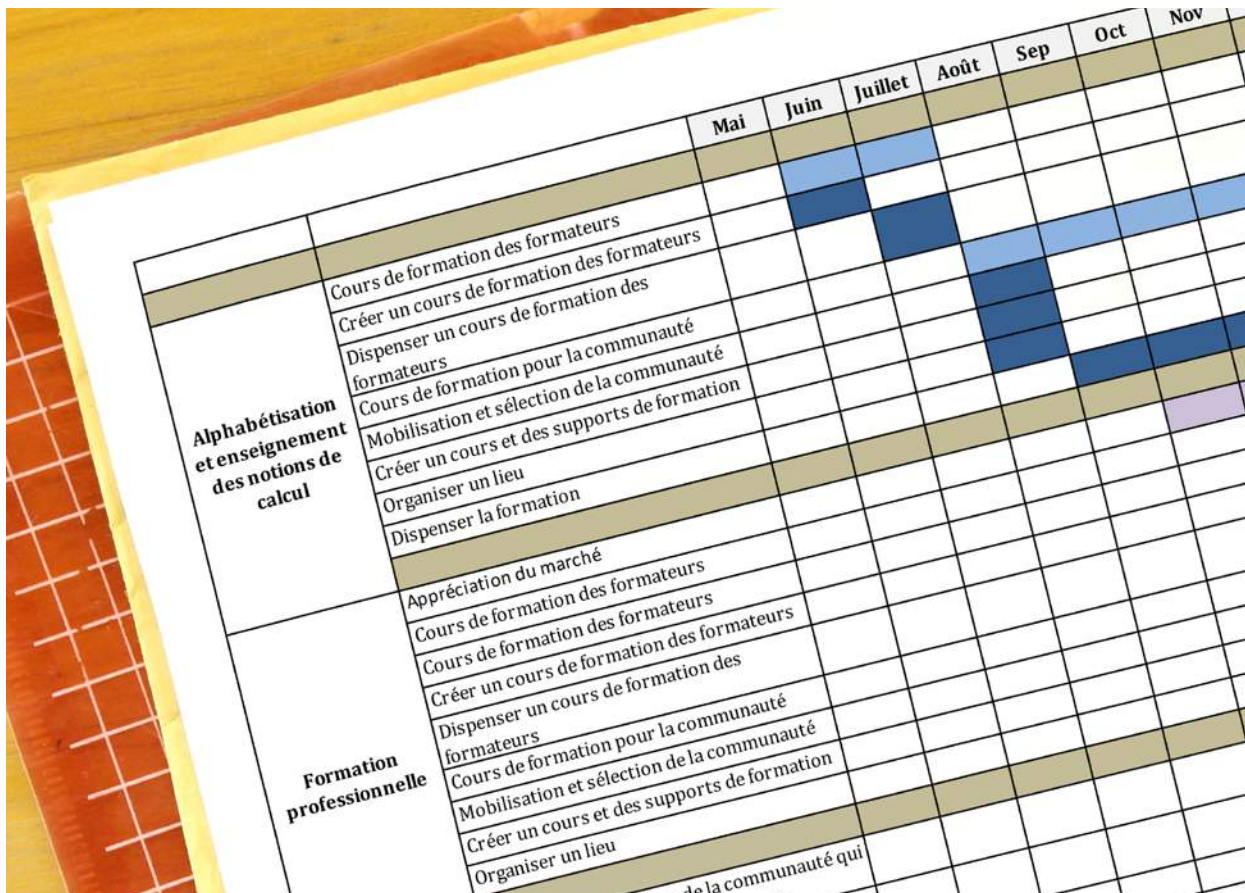 Mai Juin Juillet Août Sep Oct Nov
Alphabétisation
et enseignement
des notions de
calcul
Cours de formation des formateurs
Créer un cours de formation des formateurs
Dispenser un cours de formation des
formateurs
Cours de formation pour la communauté
Mobilisation et sélection de la communauté
Créer un cours et des supports de formation
Organiser un lieu
Dispenser la formation
Formation
professionnelle
Appréciation du marché
Cours de formation des formateurs
Cours de formation des formateurs
Créer un cours de formation des formateurs
Dispenser un cours de formation des
formateurs
Cours de formation pour la communauté
Mobilisation et sélection de la communauté
Créer un cours et des supports de formation
Organiser un lieu
de la communauté qui